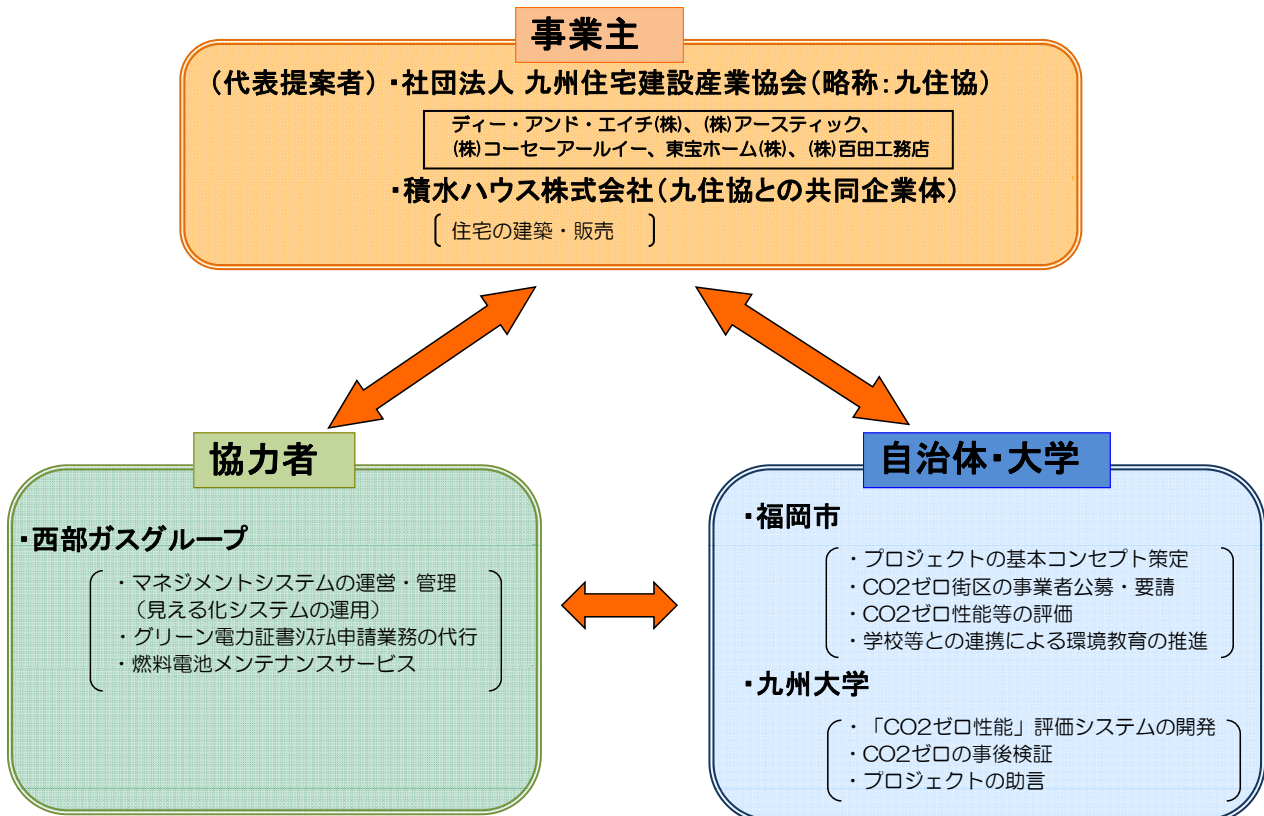 事業主
（代表提案者）・社団法人 九州住宅建設産業協会（略称：九住協）
ディー・アンド・エイチ(株)、(株)アースティック、
(株)コーセーアールイー、東宝ホーム(株)、(株)百田工務店
・積水ハウス株式会社（九住協との共同企業体）
住宅の建築・販売
協力者
・西部ガスグループ
・マネジメントシステムの運営・管理
（見える化システムの運用）
・グリーン電力証書ｼｽﾃﾑ申請業務の代行
・燃料電池メンテナンスサービス
自治体・大学
・福岡市
・プロジェクトの基本コンセプト策定
・CO2ゼロ街区の事業者公募・要請
・CO2ゼロ性能等の評価
・学校等との連携による環境教育の推進
・九州大学
・「CO2ゼロ性能」評価システムの開発
・CO2ゼロの事後検証
・プロジェクトの助言